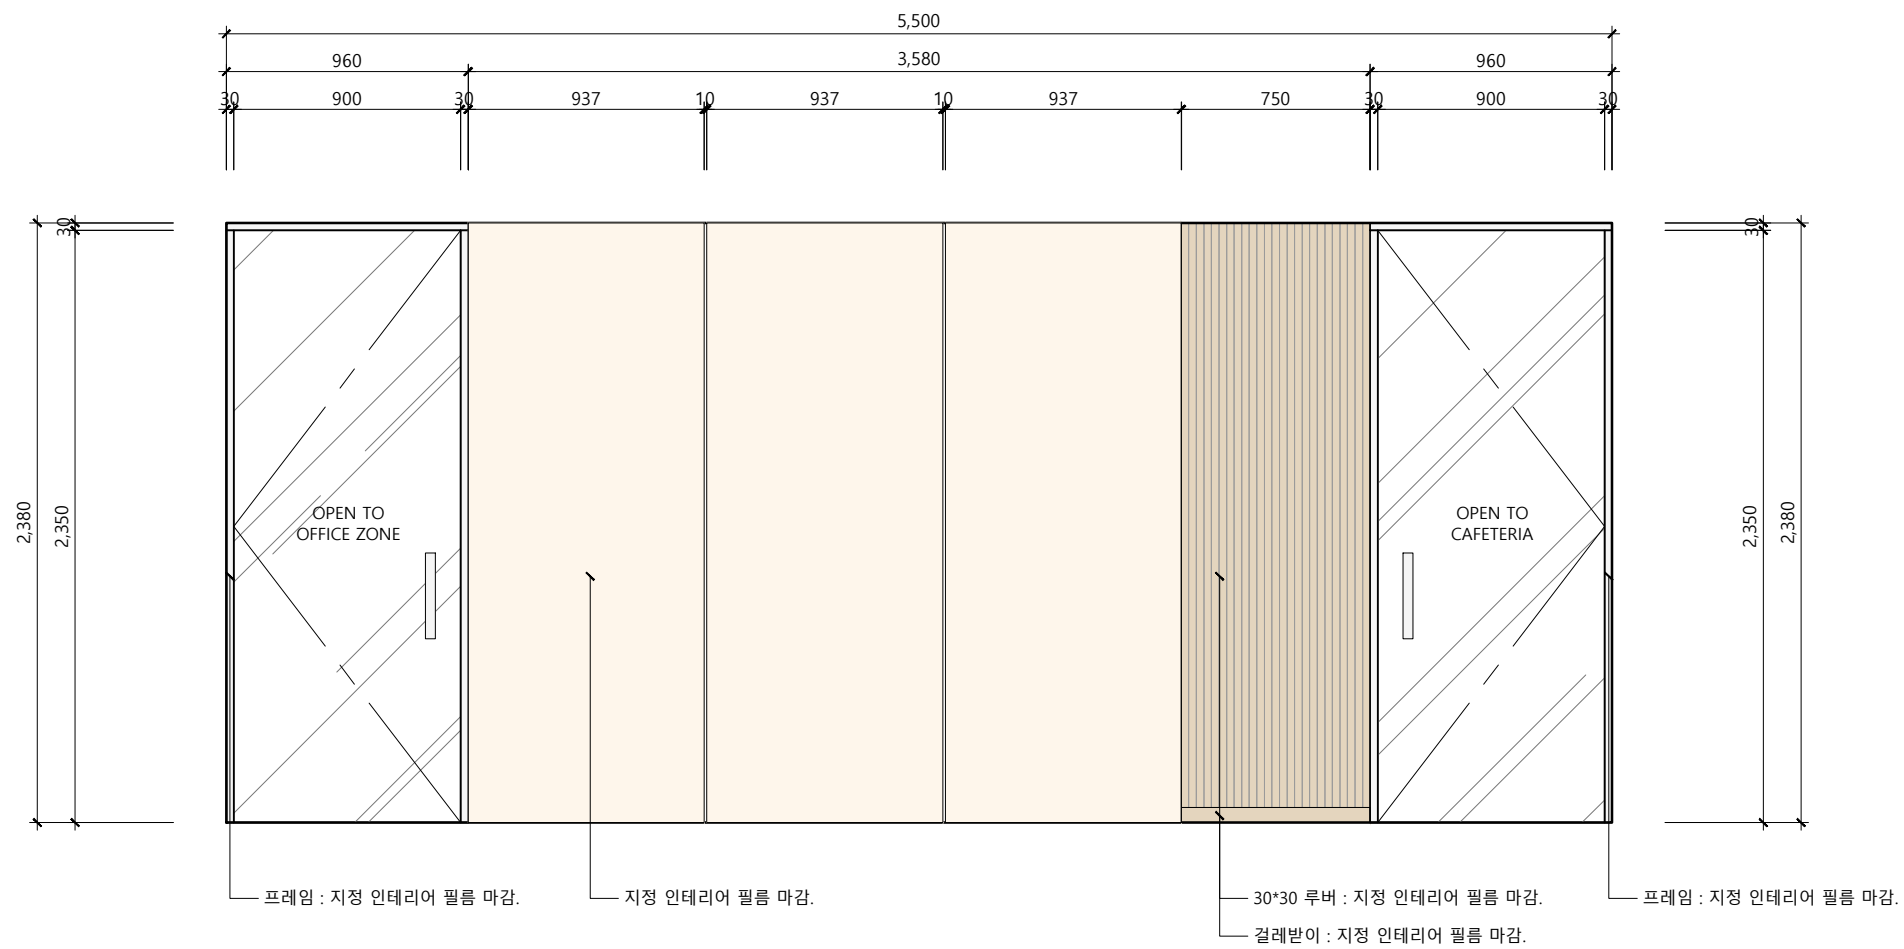 5,500
960
3,580
960
30
900
30
937
10
937
10
937
750
30
900
30
30
2,380
2,350
30
2,350
2,380
OPEN TO
OFFICE ZONE
OPEN TO
CAFETERIA
프레임 : 지정 인테리어 필름 마감.
지정 인테리어 필름 마감.
30*30 루버 : 지정 인테리어 필름 마감.
프레임 : 지정 인테리어 필름 마감.
걸레받이 : 지정 인테리어 필름 마감.